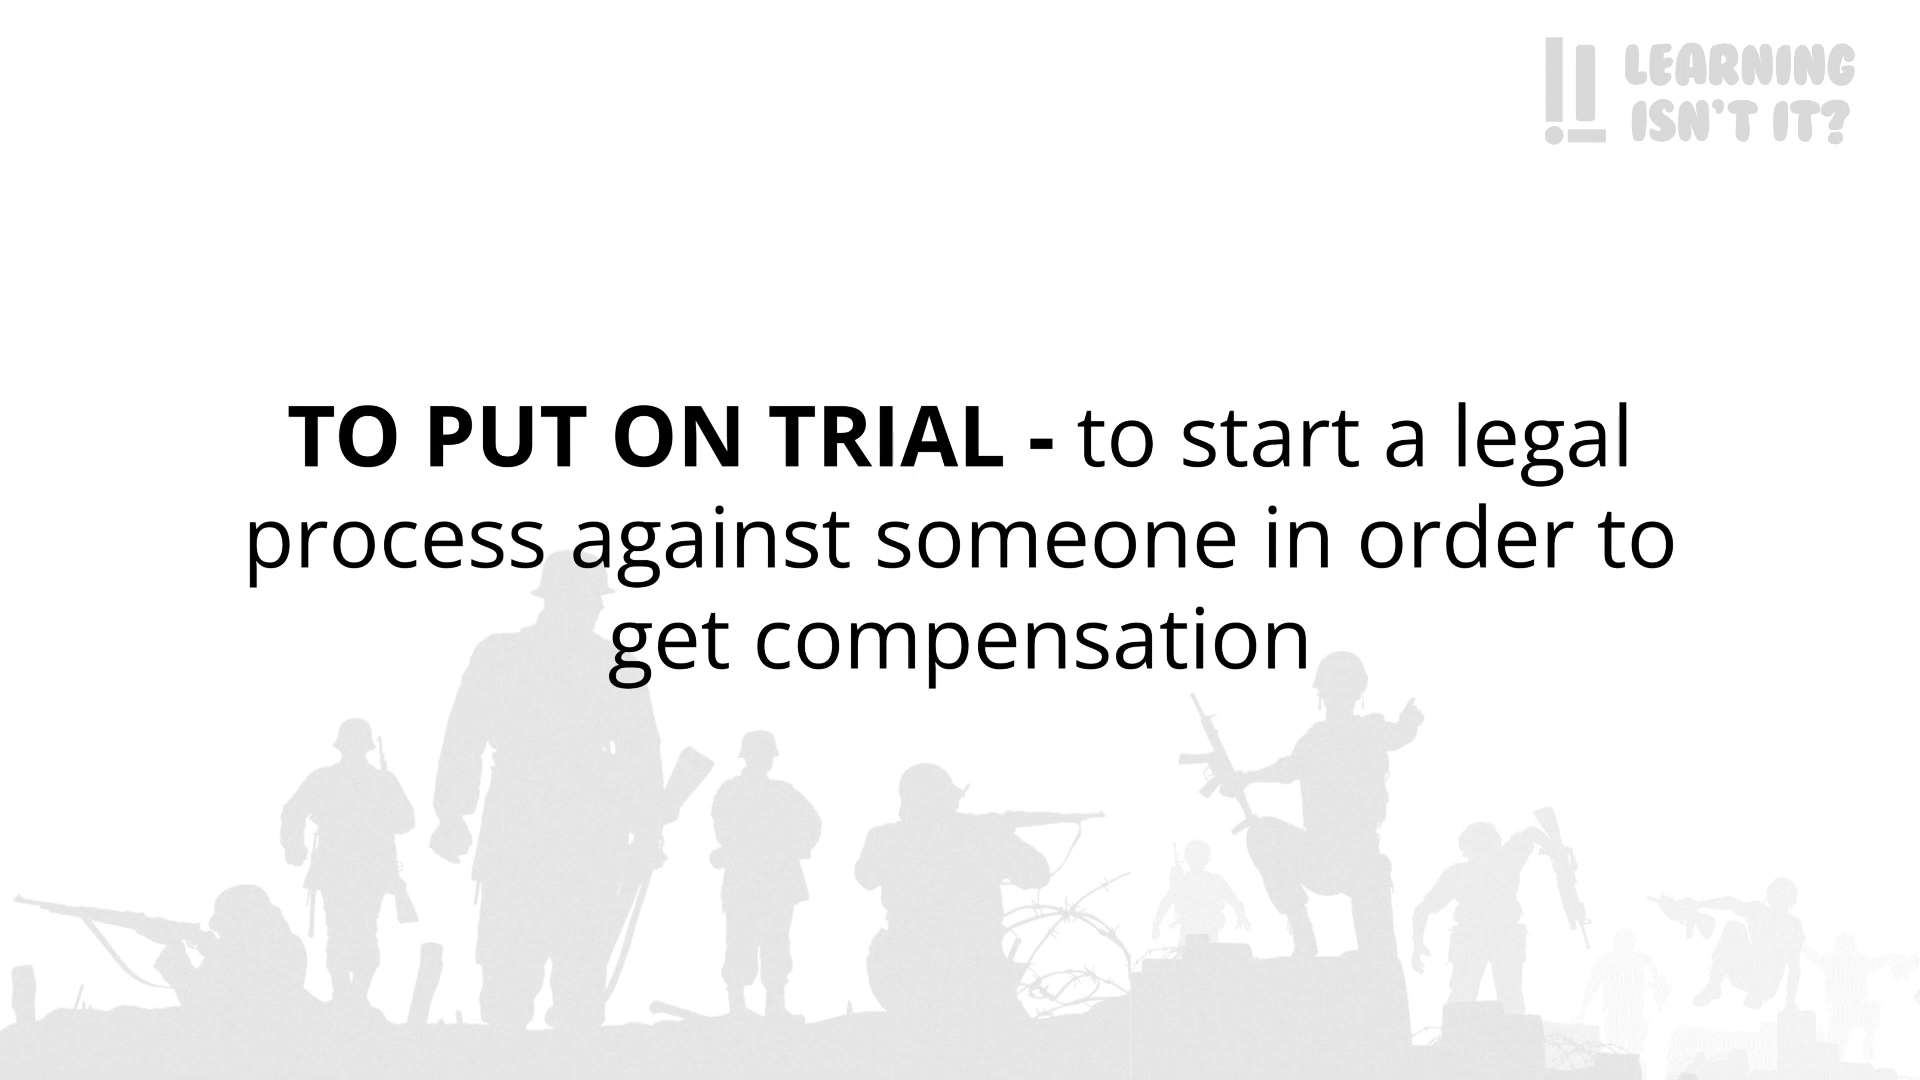 LEARNING
ISN'T IT?
TO PUT ON TRIAL - to start a legal
process against someone in order to
get compensation